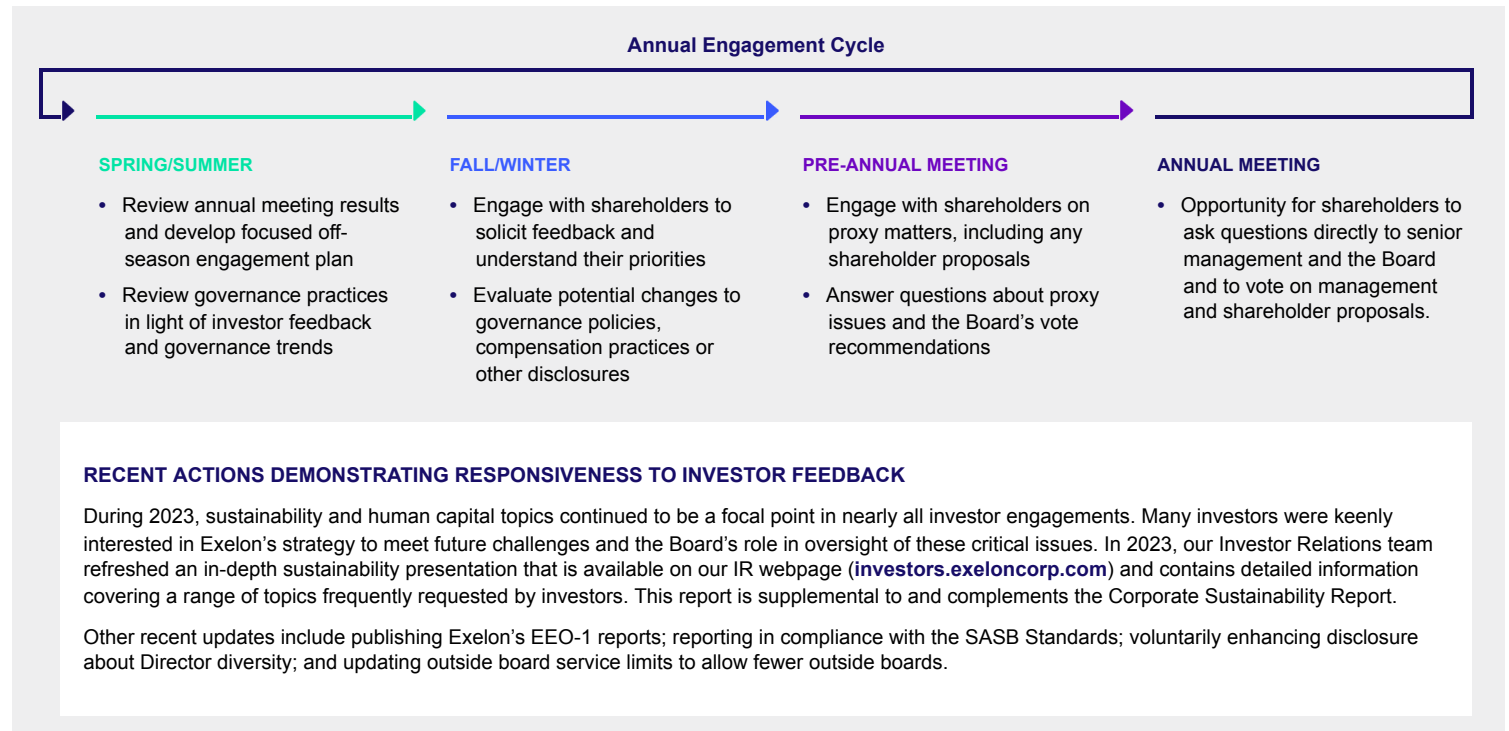 Annual Engagement Cycle
SPRING/SUMMER
• Review annual meeting results
and develop focused off-
season engagement plan
• Review governance practices
in light of investor feedback
and governance trends
FALL/WINTER
• Engage with shareholders to
solicit feedback and
understand their priorities
• Evaluate potential changes to
governance policies,
compensation practices or
other disclosures
PRE-ANNUAL MEETING
• Engage with shareholders on
proxy matters, including any
shareholder proposals
• Answer questions about proxy
issues and the Board’s vote
recommendations
ANNUAL MEETING
• Opportunity for shareholders to
ask questions directly to senior
management and the Board
and to vote on management
and shareholder proposals.
RECENT ACTIONS DEMONSTRATING RESPONSIVENESS TO INVESTOR FEEDBACK
During 2023, sustainability and human capital topics continued to be a focal point in nearly all investor engagements. Many investors were keenly
interested in Exelon’s strategy to meet future challenges and the Board’s role in oversight of these critical issues. In 2023, our Investor Relations team
refreshed an in-depth sustainability presentation that is available on our IR webpage (investors.exeloncorp.com) and contains detailed information
covering a range of topics frequently requested by investors. This report is supplemental to and complements the Corporate Sustainability Report.
Other recent updates include publishing Exelon’s EEO-1 reports; reporting in compliance with the SASB Standards; voluntarily enhancing disclosure
about Director diversity; and updating outside board service limits to allow fewer outside boards.